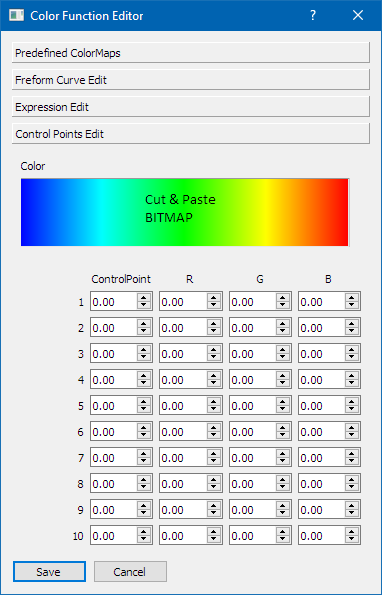 Color Function Editor
Predefined ColorMaps
Freform Curve Edit
Expression Edit
Control Points Edit
Color
Cut & Paste
BITMAP
ControlPoint R G B
1 0.00 0.00 0.00 0.00
2 0.00 0.00 0.00 0.00
3 0.00 0.00 0.00 0.00
4 0.00 0.00 0.00 0.00
5 0.00 0.00 0.00 0.00
6 0.00 0.00 0.00 0.00
7 0.00 0.00 0.00 0.00
8 0.00 0.00 0.00 0.00
9 0.00 0.00 0.00 0.00
10 0.00 0.00 0.00 0.00
Save Cancel